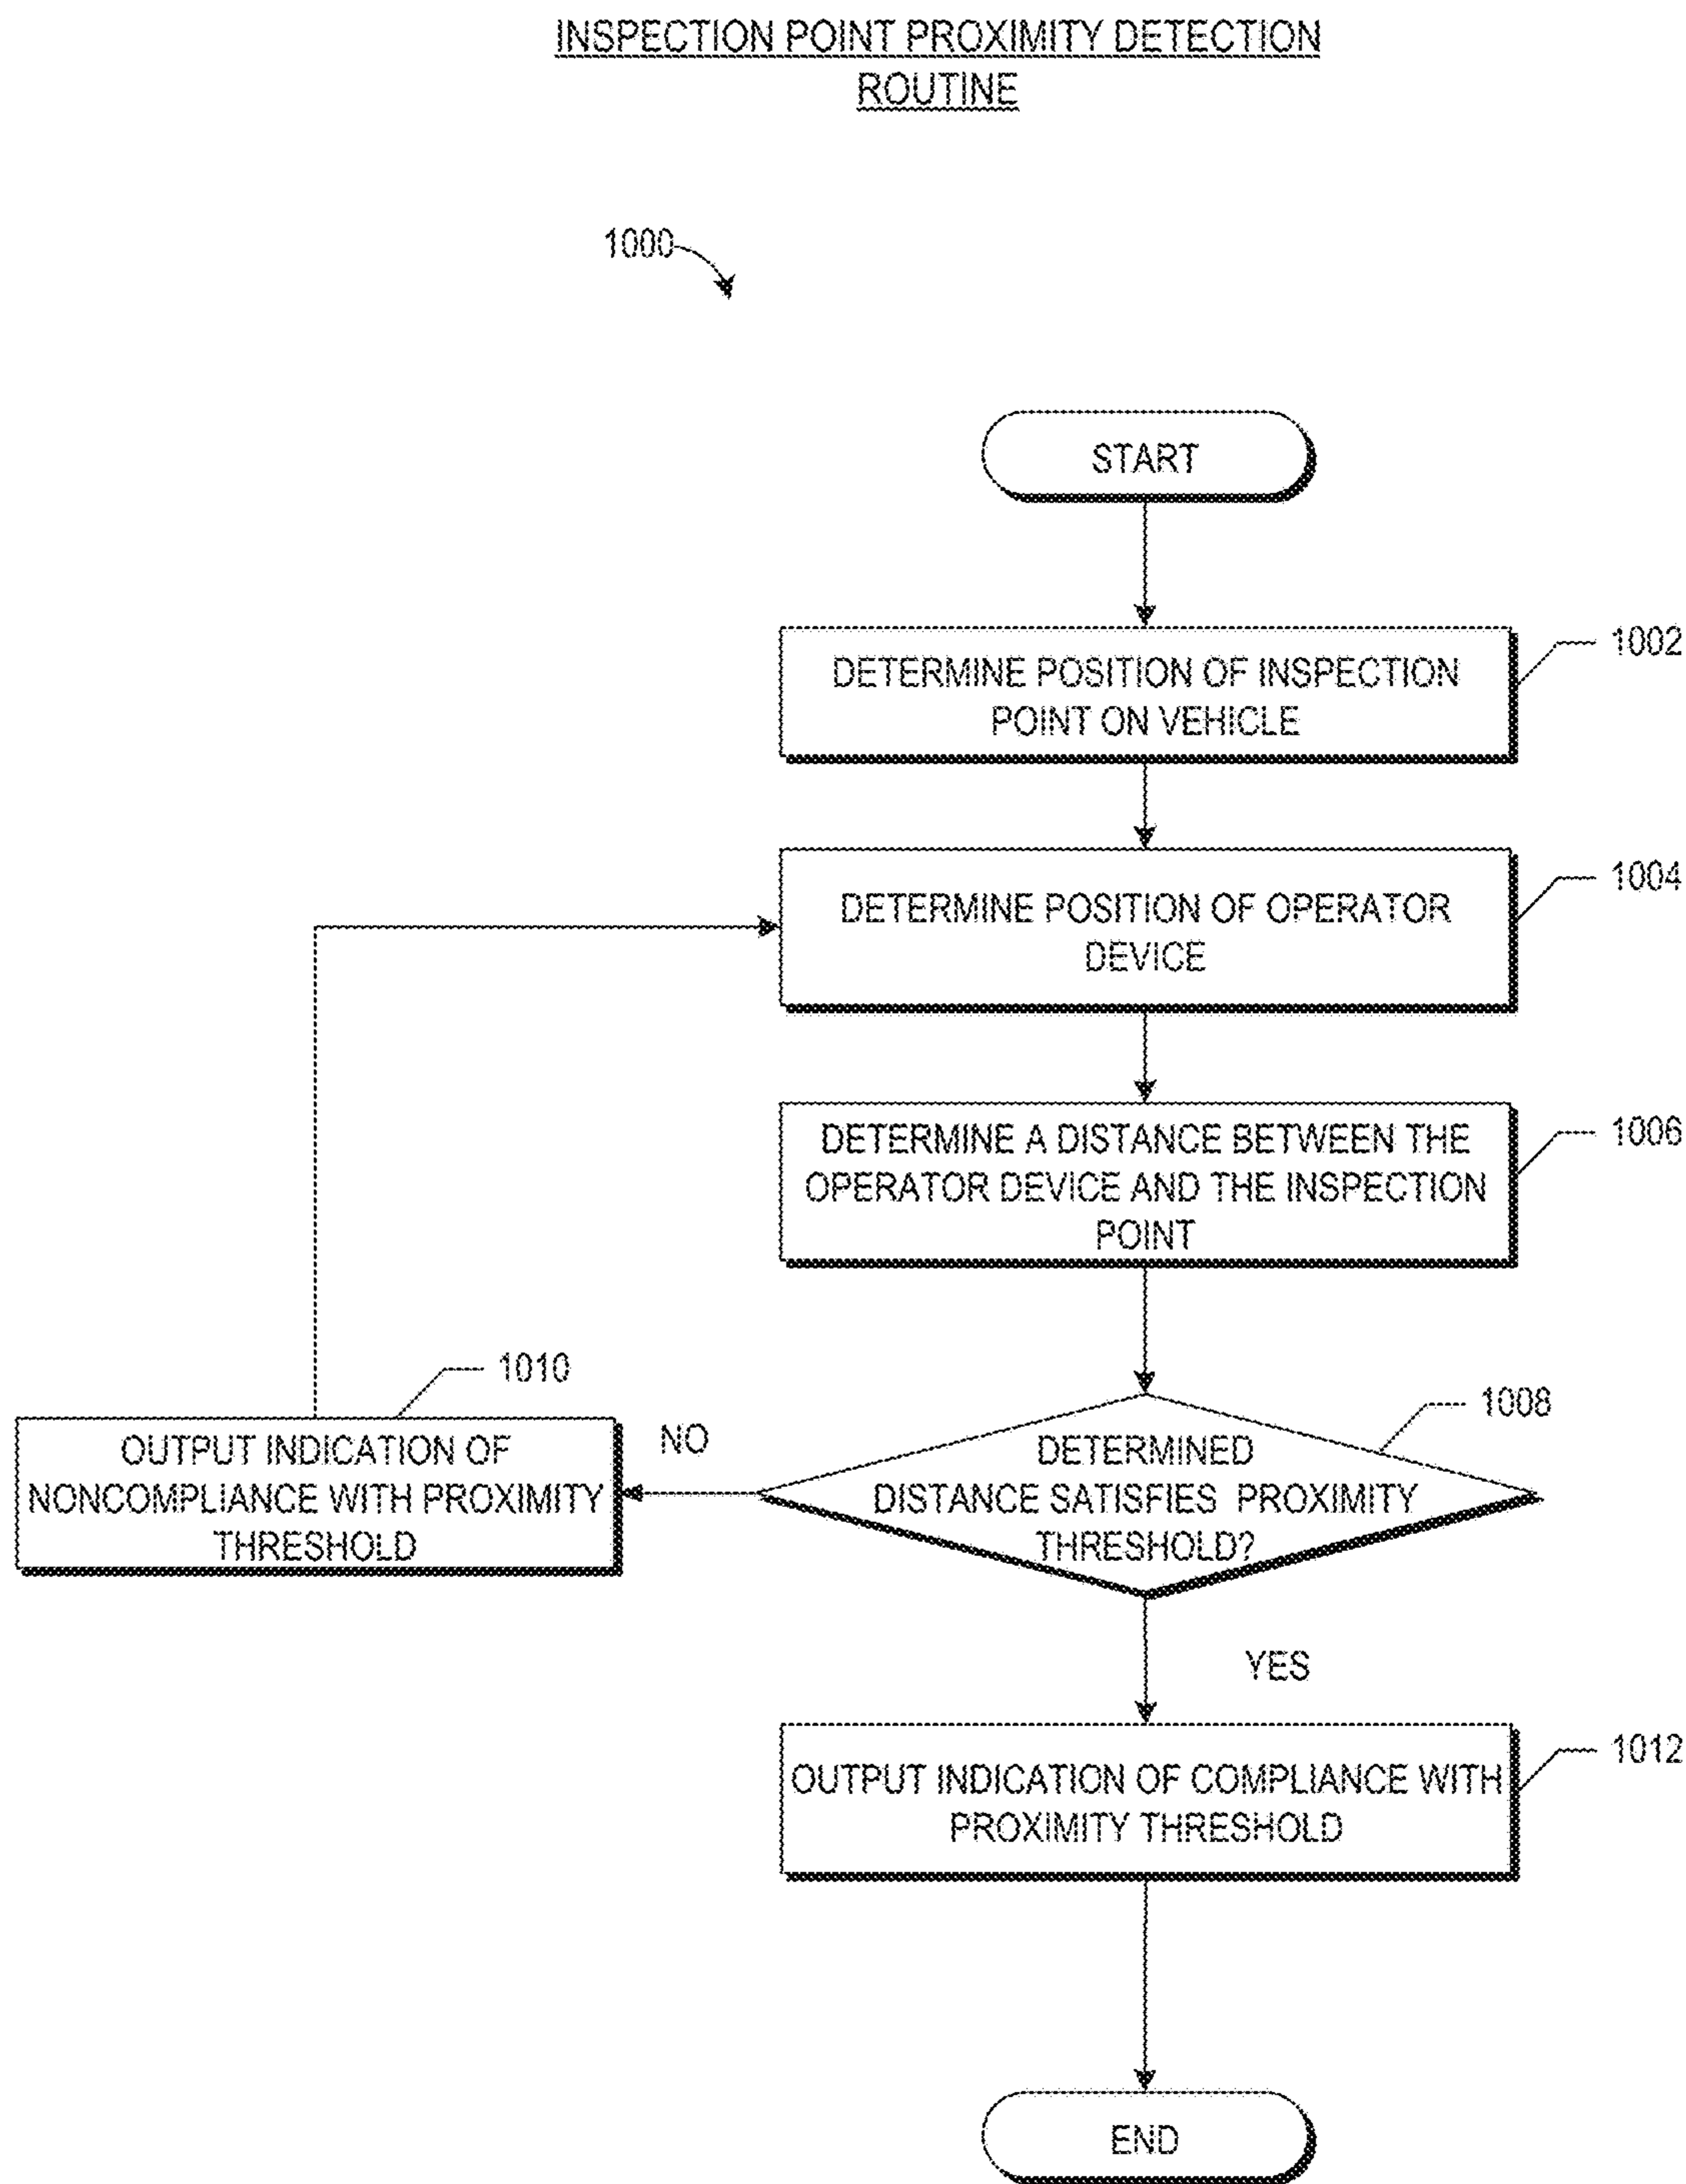 INSPECTION POINT PROXIMITY DETECTION
ROUTINE
1000
START
DETERMINE POSITION OF INSPECTION
POINT ON VEHICLE
1002
DETERMINE POSITION OF OPERATOR
DEVICE
1004
DETERMINE A DISTANCE BETWEEN THE
OPERATOR DEVICE AND THE INSPECTION
POINT
1006
DETERMINED
DISTANCE SATISFIES PROXIMITY
THRESHOLD?
1008
NO
OUTPUT INDICATION OF
NONCOMPLIANCE WITH PROXIMITY
THRESHOLD
1010
YES
OUTPUT INDICATION OF COMPLIANCE WITH
PROXIMITY THRESHOLD
1012
END